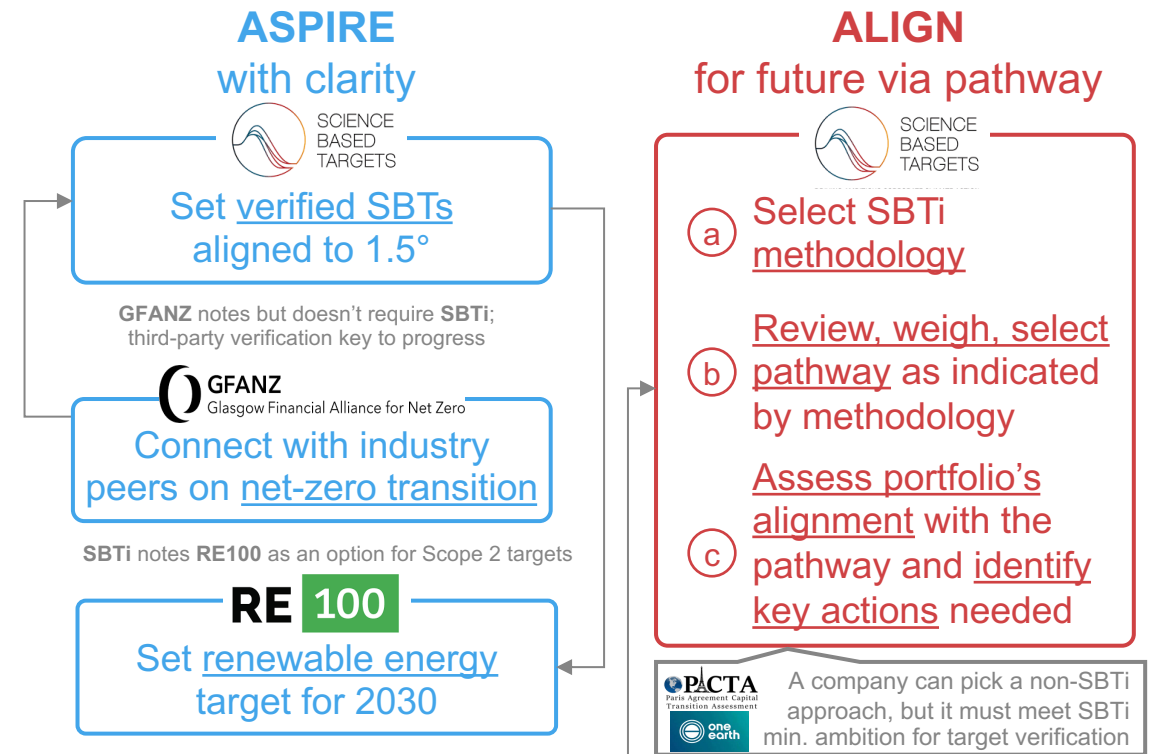 ASPIRE
with clarity
SCIENCE
BASED
TARGETS
Set verified SBTs
aligned to 1.5°
GFANZ notes but doesn't require SBTi;
third-party verification key to progress
GFANZ
Glasgow Financial Alliance for Net Zero
Connect with industry
peers on net-zero transition
SBTi notes RE100 as an option for Scope 2 targets
RE 100
Set renewable energy
target for 2030
ALIGN
for future via pathway
SCIENCE
BASED
TARGETS
a Select SBTi
methodology
b Review, weigh, select
pathway as indicated
by methodology
c Assess portfolio's
alignment with the
pathway and identify
key actions needed
PACTA
Paris Agreement Capital
Transition Assessment
one
earth
A company can pick a non-SBTi
approach, but it must meet SBTi
min. ambition for target verification